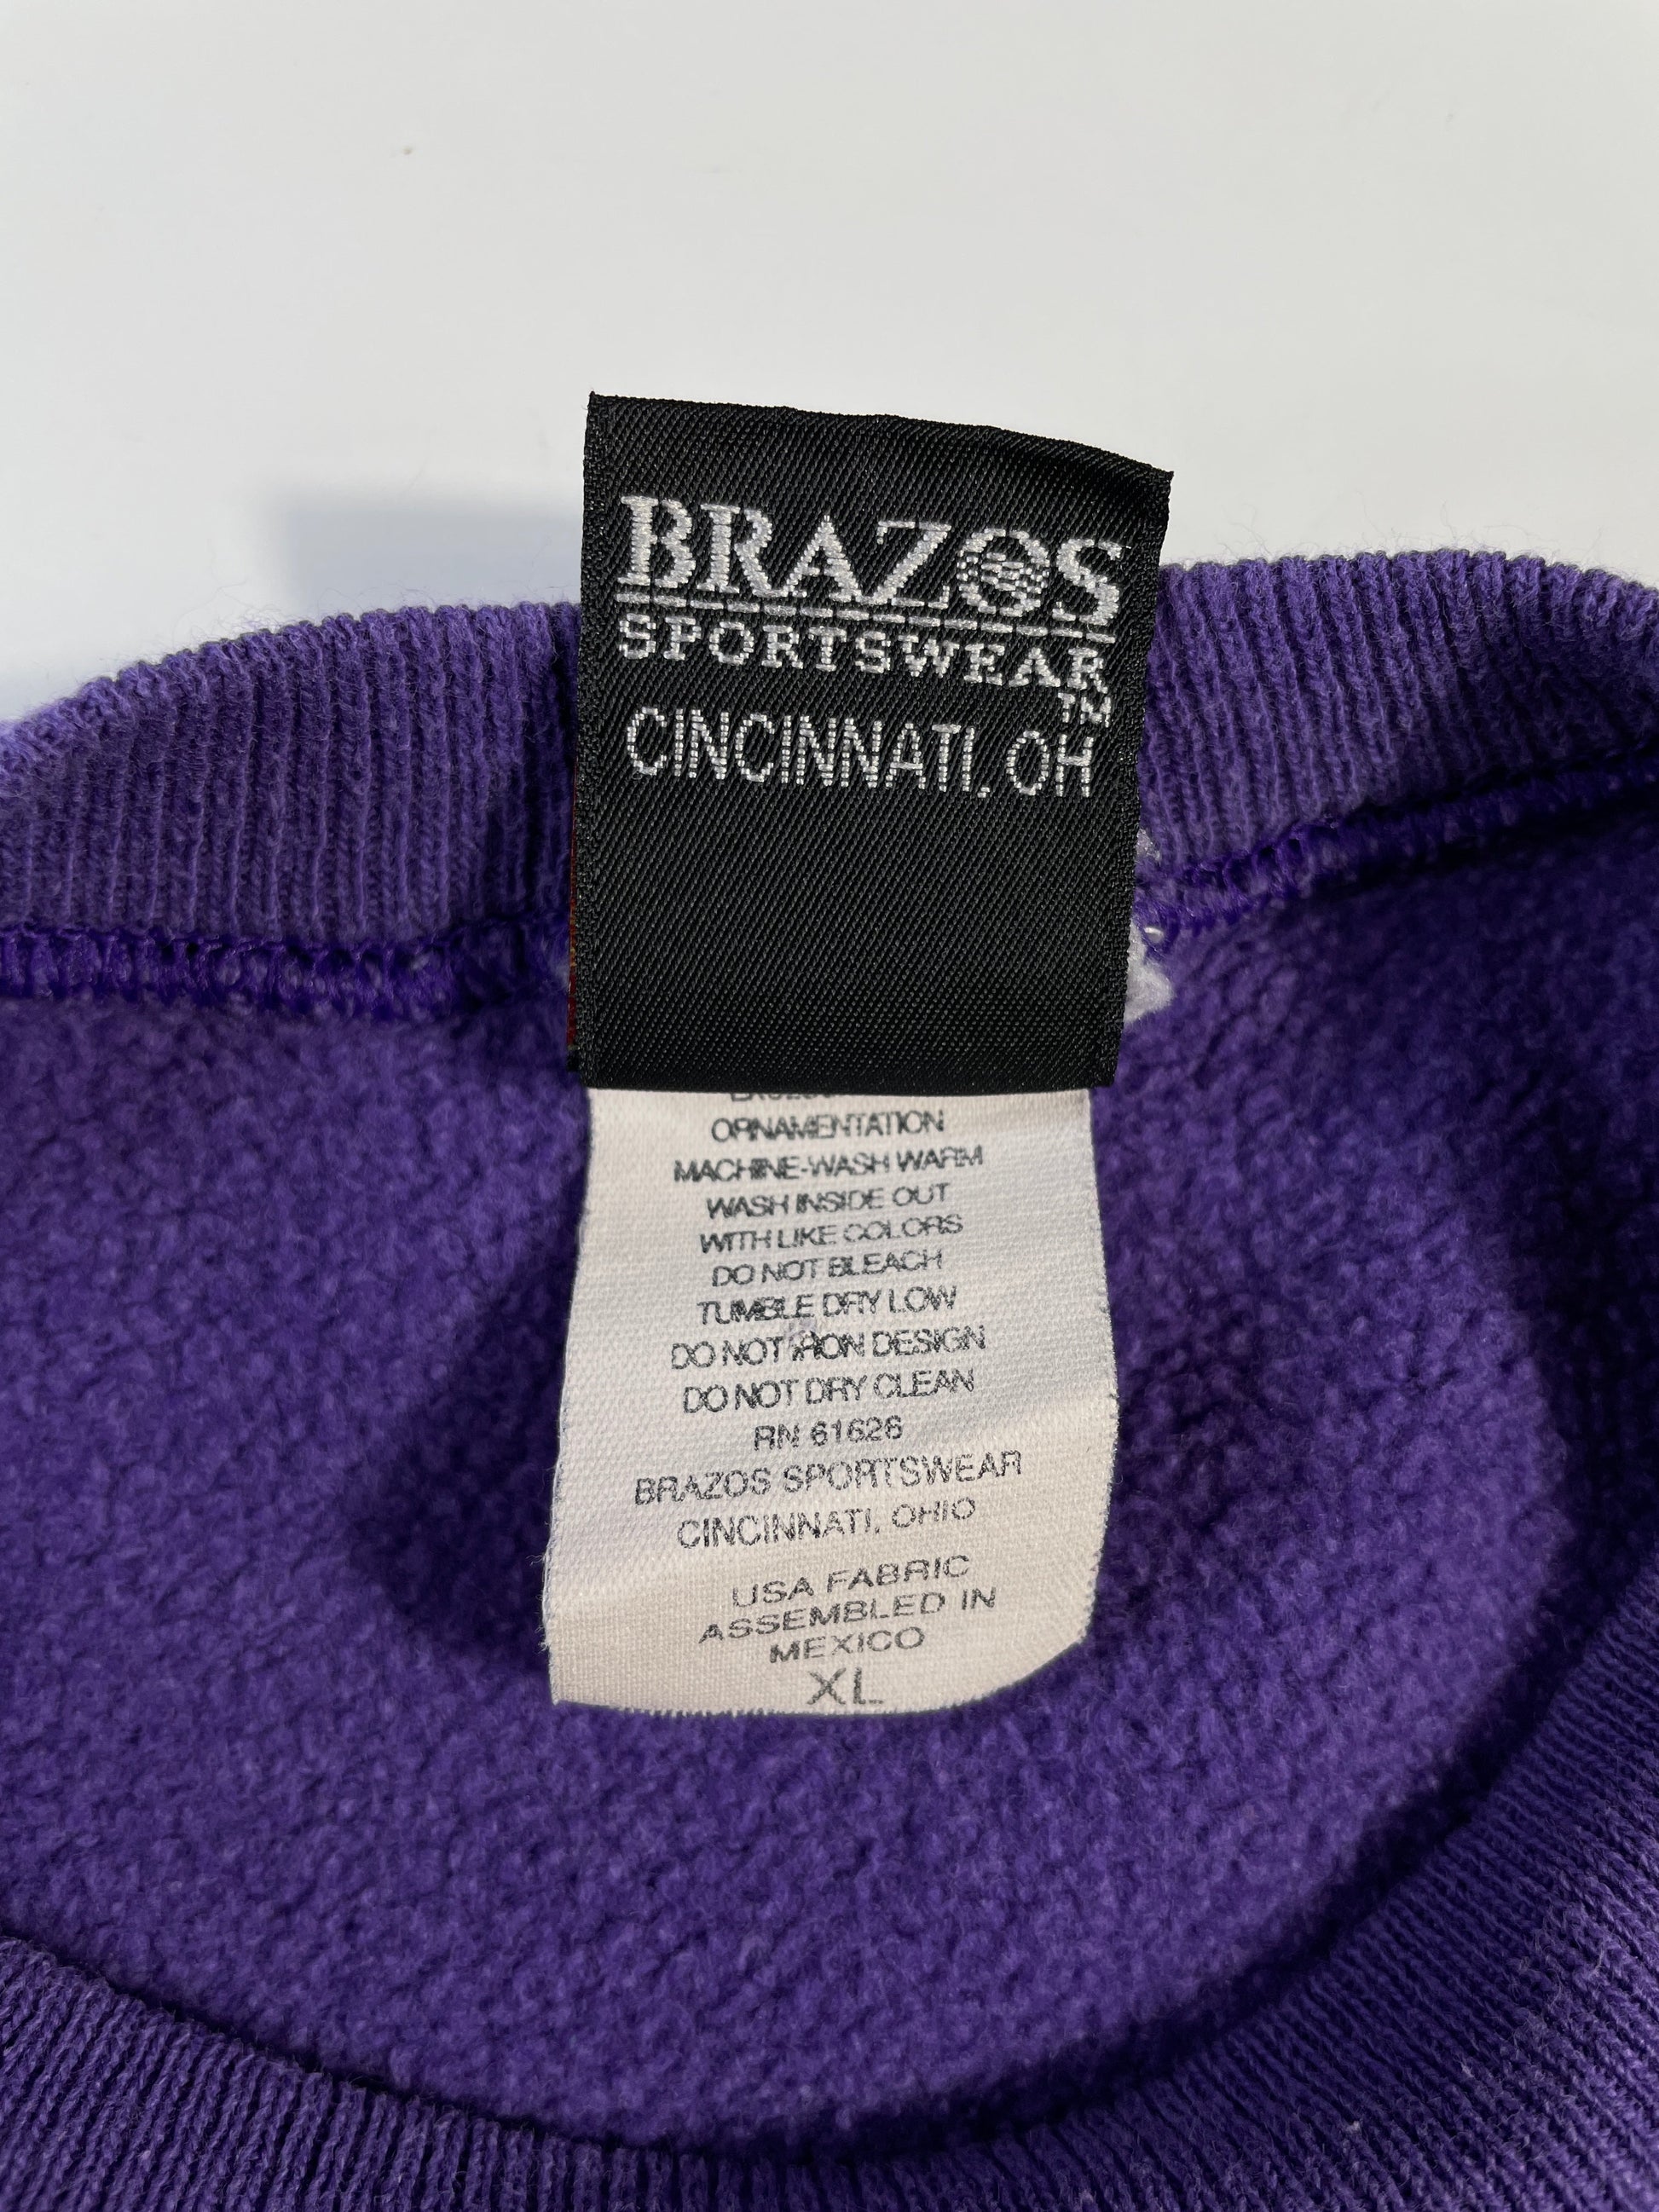 BRAZOS
SPORTSWEAR
CINCINNATI, OH
ORNAMENTATION
MACHINE-WASH WARM
WASH INSIDE OUT
WITH LIKE COLORS
DO NOT BLEACH
TUMBLE DRY LOW
DO NOT IRON DESIGN
DO NOT DRY CLEAN
RN 61626
BRAZOS SPORTSWEAR
CINCINNATI, OHIO
USA FABRIC
ASSEMBLED IN
MEXICO
XL